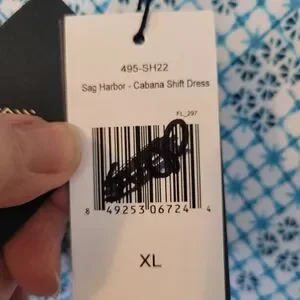 495-SH22
Sag Harbor - Cabana Shift Dress
FL_297
8 49253 06724 4
XL